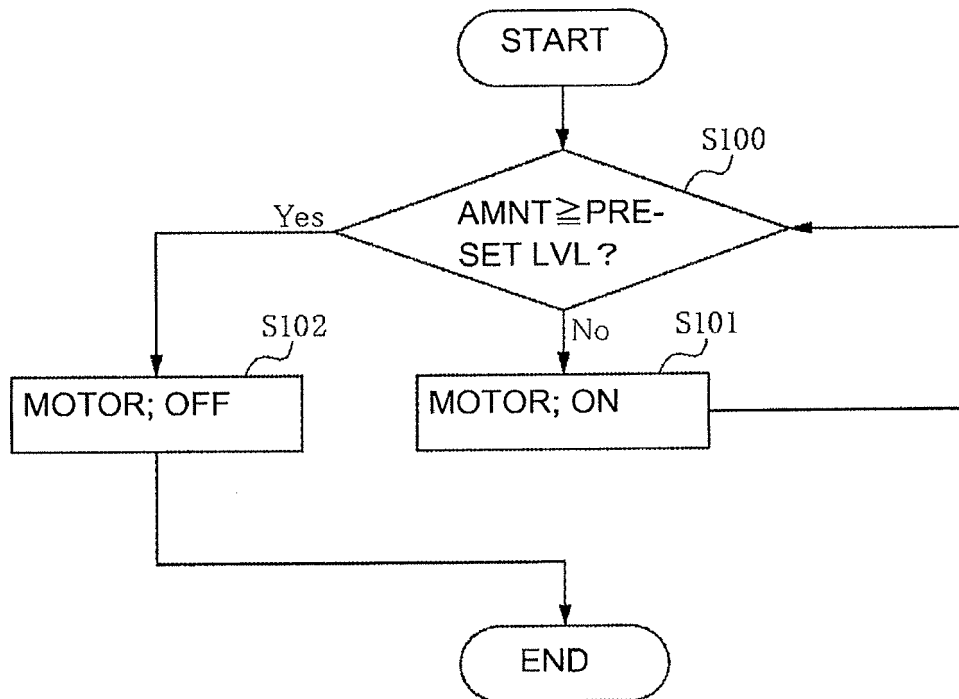 START
S100
AMNT≧PRE-
SET LVL?
Yes
No
S102
S101
MOTOR; OFF
MOTOR; ON
END